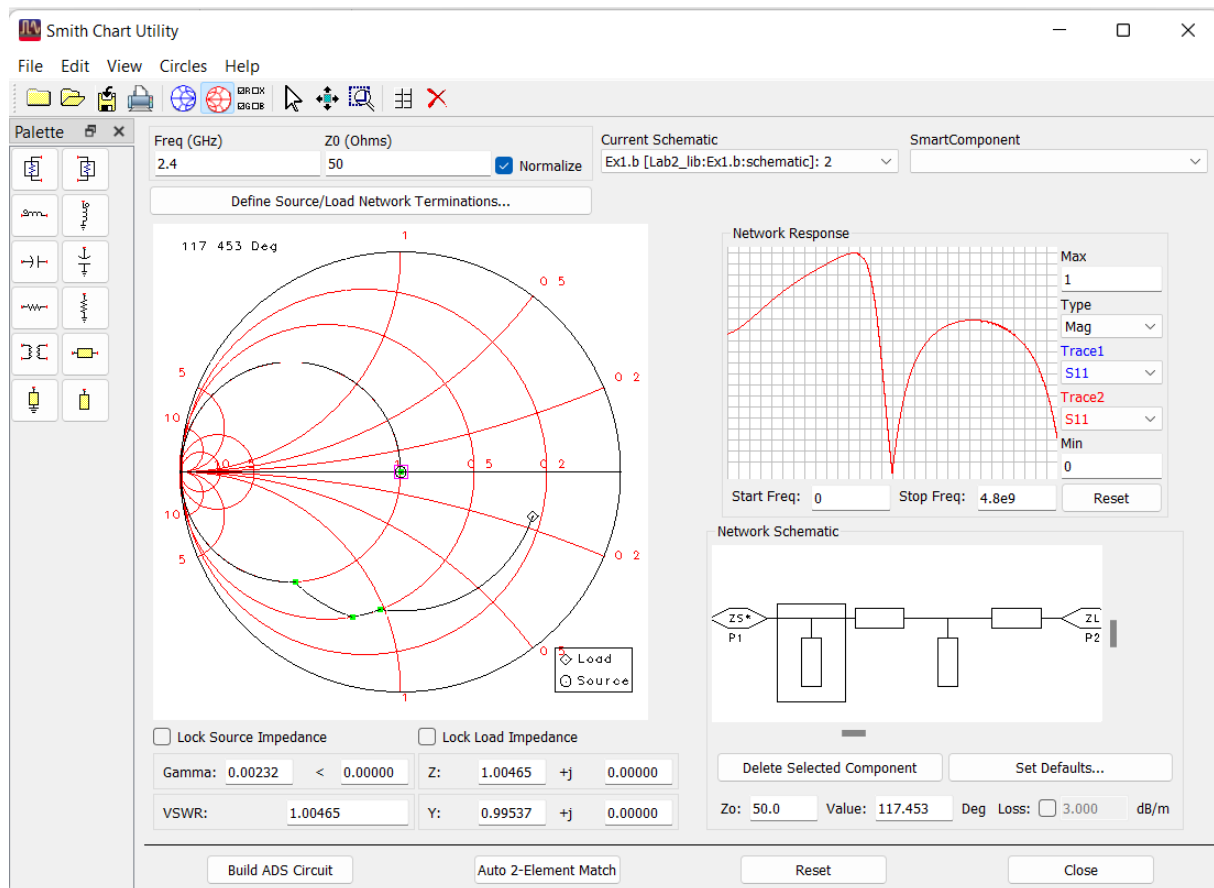 Smith Chart Utility
File Edit View Circles Help
Palette
Freq (GHz)
2.4
Z0 (Ohms)
50
Normalize
Current Schematic
Ex1.b [Lab2_lib:Ex1.b:schematic]: 2
SmartComponent
Define Source/Load Network Terminations...
117 453 Deg
1
0 5
0 2
5
10
10 5 1 0 5 0 2
10
5
0 2
0 5
1
Load
Source
Network Response
Max
1
Type
Mag
Trace1
S11
Trace2
S11
Min
0
Start Freq: 0 Stop Freq: 4.8e9 Reset
Network Schematic
ZS*
P1
ZL
P2
Lock Source Impedance
Lock Load Impedance
Gamma: 0.00232 < 0.00000
Z: 1.00465 +j 0.00000
VSWR: 1.00465
Y: 0.99537 +j 0.00000
Delete Selected Component Set Defaults...
Zo: 50.0 Value: 117.453 Deg Loss: 3.000 dB/m
Build ADS Circuit Auto 2-Element Match Reset Close